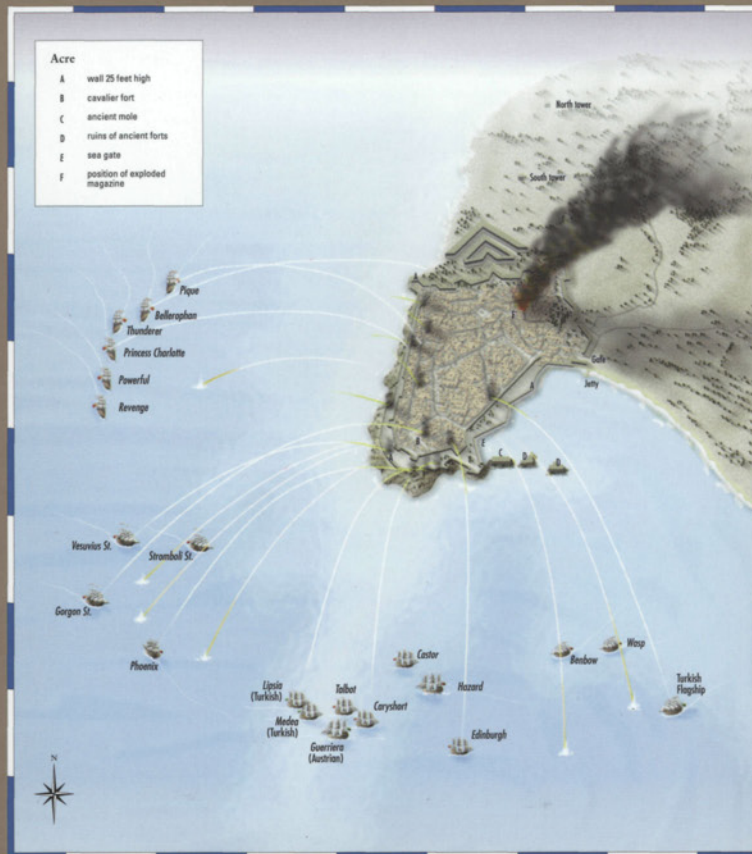 Acre
A wall 25 feet high
B cavalier fort
C ancient mole
D ruins of ancient forts
E sea gate
F position of exploded
magazine
North tower
South tower
Pique
Bellerophan
Thunderer
Princess Charlotte
Powerful
Revenge
A
F
Gate
Jetty
A
B
E
C
D
D
Vesuvius St.
Stromboli St.
Gorgon St.
Phoenix
Castor
Hazard
Lipsia
(Turkish)
Talbot
Medea
(Turkish)
Caryshort
Guerriera
(Austrian)
Edinburgh
Benbow
Wasp
Turkish
Flagship
N